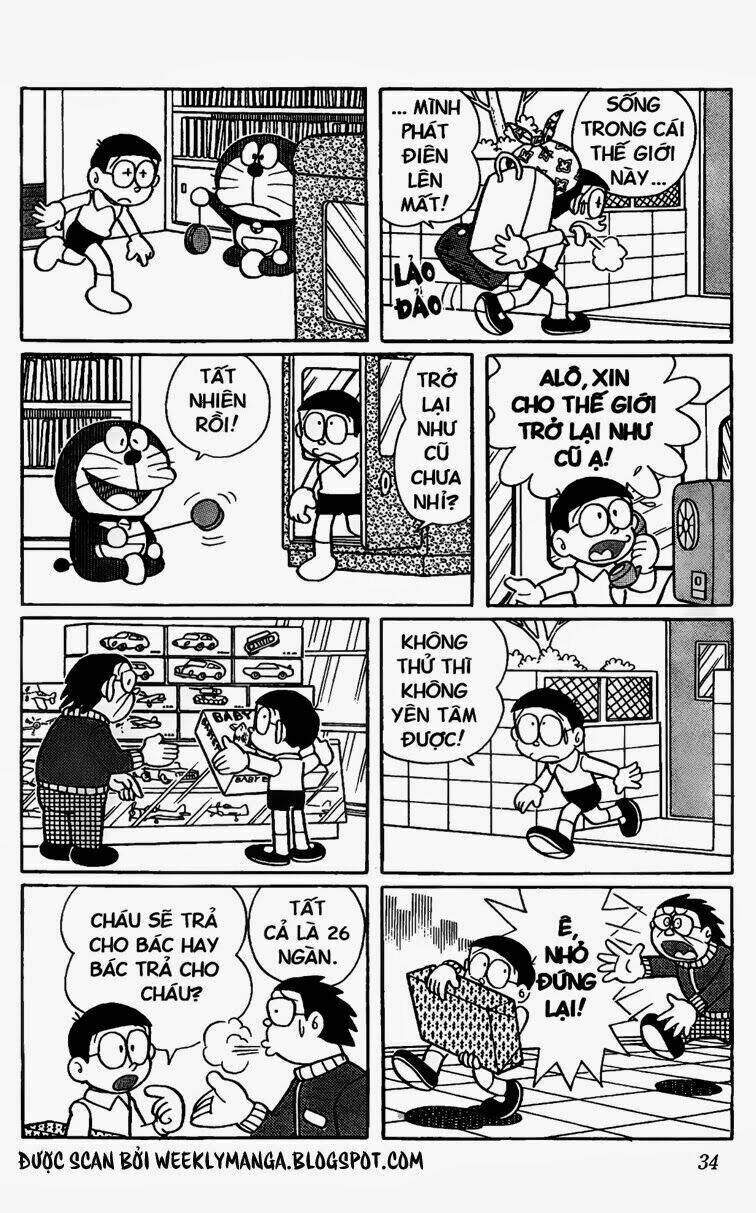 SỐNG
TRONG CÁI
THẾ GIỚI
NÀY...
... MÌNH
PHÁT
ĐIÊN
LÊN
MẤT!
LẢO
ĐẢO
ALÔ, XIN
CHO THẾ GIỚI
TRỞ LẠI NHƯ
CŨ Ạ!
TRỞ
LẠI
NHƯ
CŨ
CHƯA
NHỈ?
TẤT
NHIÊN
RỒI!
KHÔNG
THỬ THÌ
KHÔNG
YÊN TÂM
ĐƯỢC!
BABY
BABY
Ê,
NHỎ
ĐỨNG
LẠI!
TẤT
CẢ LÀ 26
NGÀN.
CHÁU SẼ TRẢ
CHO BÁC HAY
BÁC TRẢ CHO
CHÁU?
ĐƯỢC SCAN BỞI WEEKLYMANGA.BLOGSPOT.COM
34